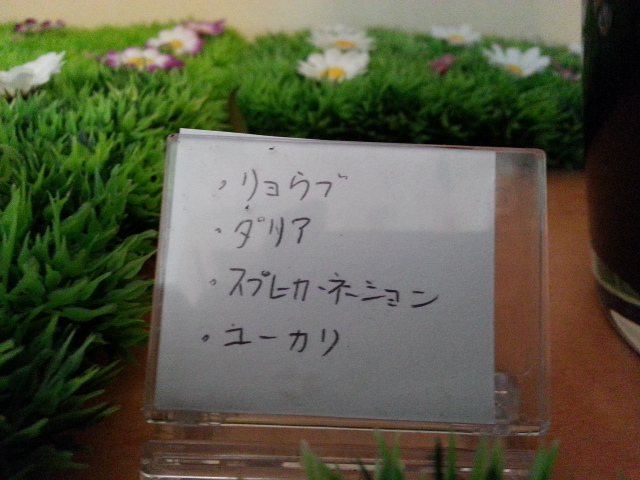 ・リョウブ
・ダリア
・スプレーカーネーション
・ユーカリ